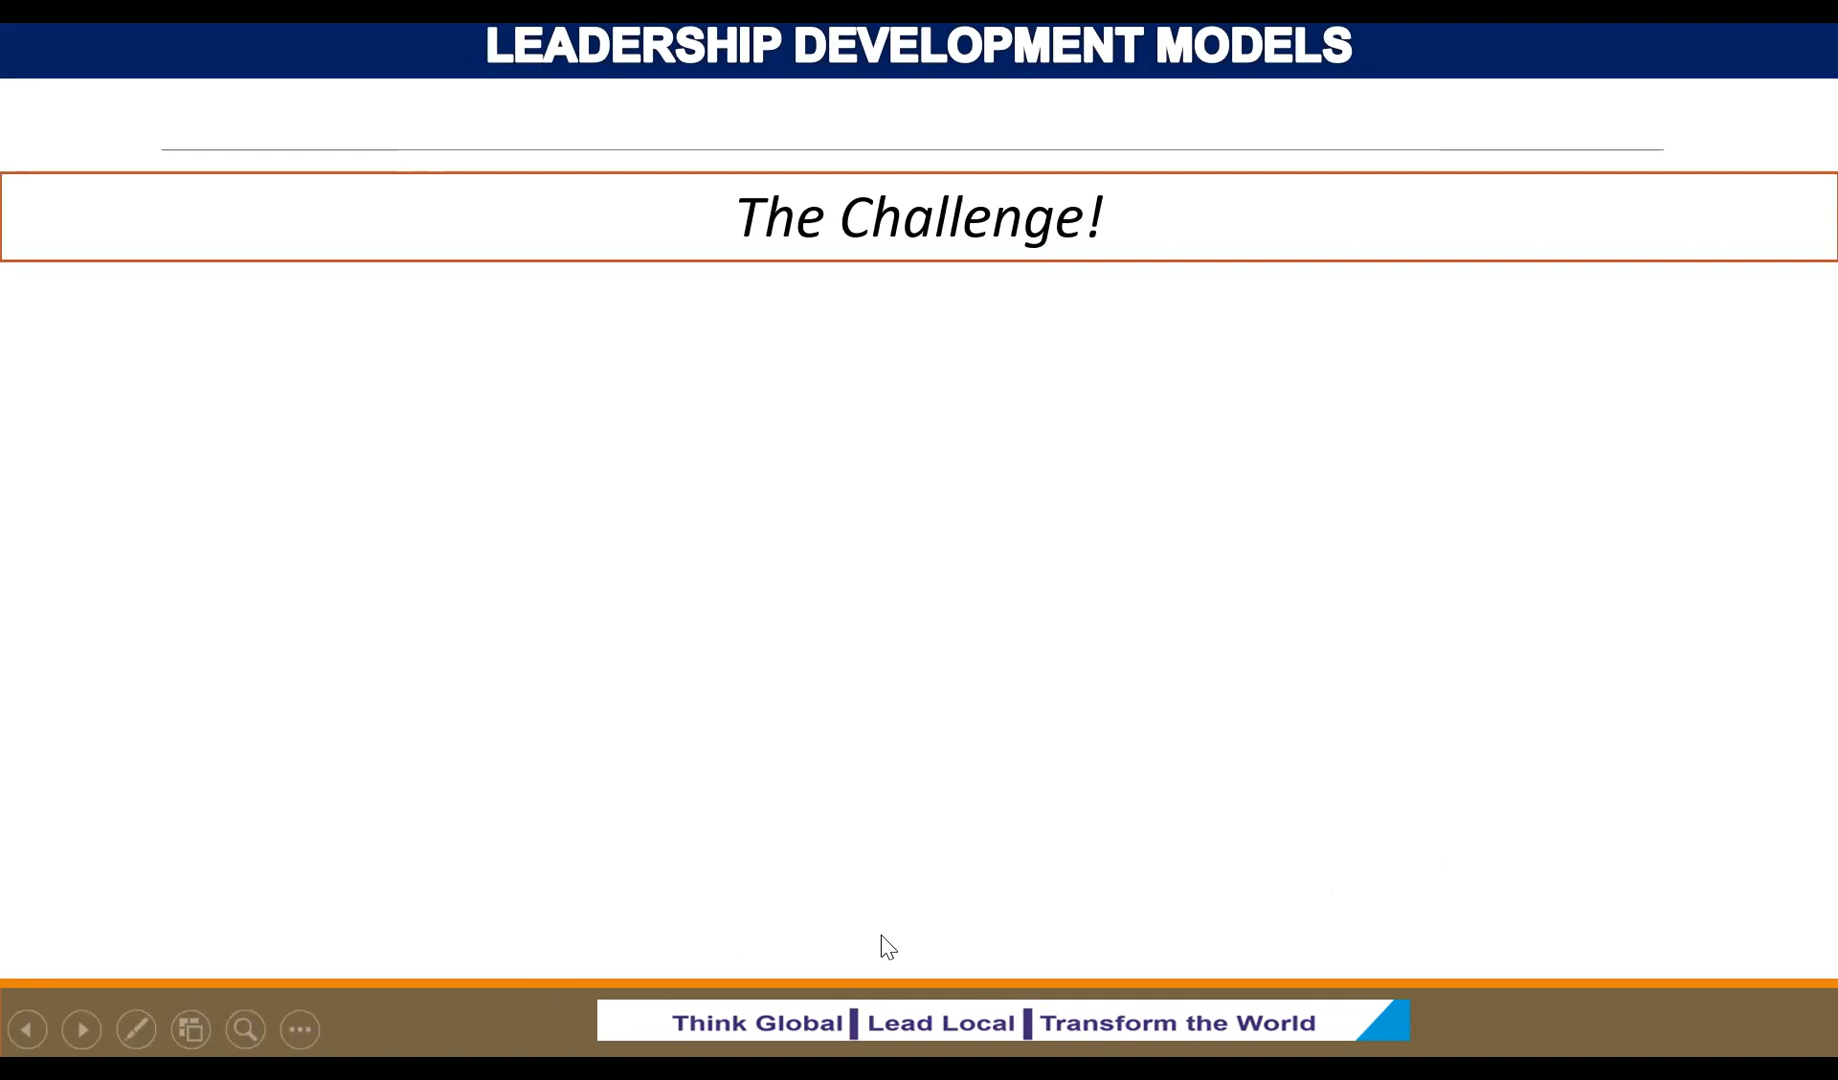 LEADERSHIP DEVELOPMENT MODELS
The Challenge!
Think Global | Lead Local | Transform the World